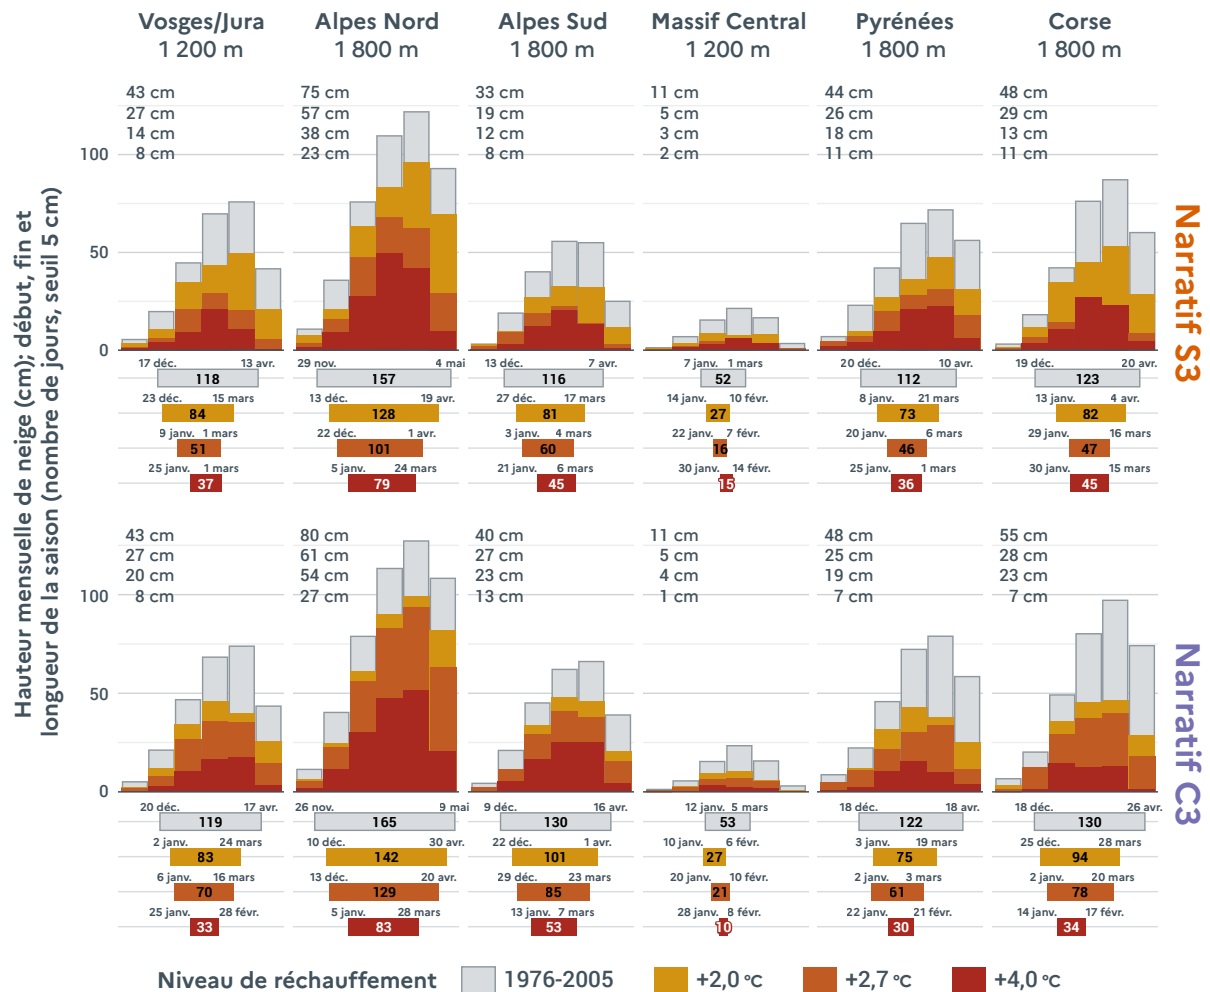 Vosges/Jura Alpes Nord Alpes Sud Massif Central Pyrénées Corse
1 200 m 1 800 m 1 800 m 1 200 m 1 800 m 1 800 m
Hauteur mensuelle de neige (cm); début, fin et
longueur de la saison (nombre de jours, seuil 5 cm)
Narratif S3
43 cm 75 cm 33 cm 11 cm 44 cm 48 cm
27 cm 57 cm 19 cm 5 cm 26 cm 29 cm
14 cm 38 cm 12 cm 3 cm 18 cm 13 cm
8 cm 23 cm 8 cm 2 cm 11 cm 11 cm
100
50
0
17 déc. 13 avr. 29 nov. 4 mai 13 déc. 7 avr. 7 janv. 1 mars 20 déc. 10 avr. 19 déc. 20 avr.
118 157 116 52 112 123
23 déc. 15 mars 13 déc. 19 avr. 27 déc. 17 mars 14 janv. 10 févr. 8 janv. 21 mars 13 janv. 4 avr.
84 128 81 27 73 82
9 janv. 1 mars 22 déc. 1 avr. 3 janv. 4 mars 22 janv. 7 févr. 20 janv. 6 mars 29 janv. 16 mars
51 101 60 16 46 47
25 janv. 1 mars 5 janv. 24 mars 21 janv. 6 mars 30 janv. 14 févr. 25 janv. 1 mars 30 janv. 15 mars
37 79 45 15 36 45
Narratif C3
43 cm 80 cm 40 cm 11 cm 48 cm 55 cm
27 cm 61 cm 27 cm 5 cm 25 cm 28 cm
20 cm 54 cm 23 cm 4 cm 19 cm 23 cm
8 cm 27 cm 13 cm 1 cm 7 cm 7 cm
100
50
0
20 déc. 17 avr. 26 nov. 9 mai 9 déc. 16 avr. 12 janv. 5 mars 18 déc. 18 avr. 18 déc. 26 avr.
119 165 130 53 122 130
2 janv. 24 mars 10 déc. 30 avr. 22 déc. 1 avr. 10 janv. 6 févr. 3 janv. 19 mars 25 déc. 28 mars
83 142 101 27 75 94
6 janv. 16 mars 13 déc. 20 avr. 29 déc. 23 mars 20 janv. 10 févr. 2 janv. 3 mars 2 janv. 20 mars
70 129 85 21 61 78
25 janv. 28 févr. 5 janv. 28 mars 13 janv. 7 mars 28 janv. 8 févr. 22 janv. 21 févr. 14 janv. 17 févr.
33 83 53 10 30 34
Niveau de réchauffement 1976-2005 +2,0 °C +2,7 °C +4,0 °C